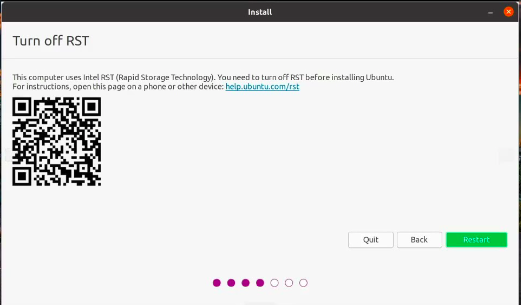 Install
Turn off RST
This computer uses Intel RST (Rapid Storage Technology). You need to turn off RST before installing Ubuntu.
For instructions, open this page on a phone or other device: help.ubuntu.com/rst
Quit
Back
Restart